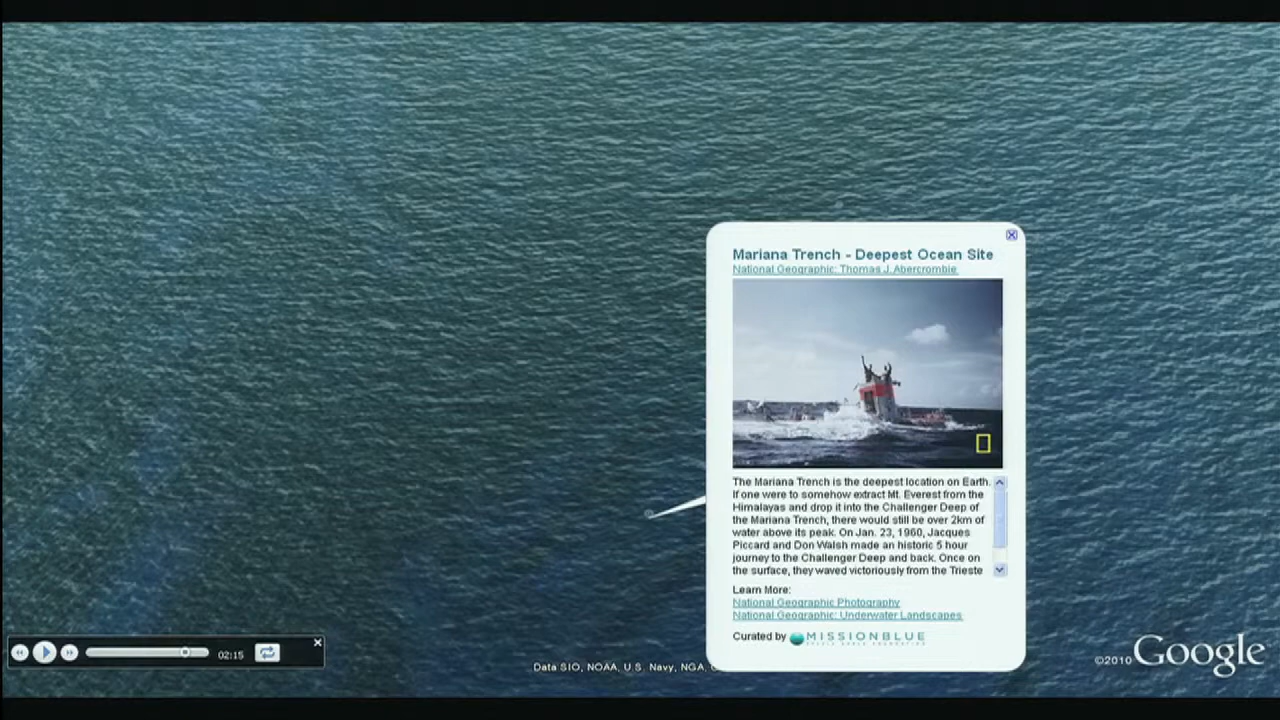 Mariana Trench - Deepest Ocean Site
National Geographic: Thomas J. Abercrombie
The Mariana Trench is the deepest location on Earth.
If one were to somehow extract Mt. Everest from the
Himalayas and drop it into the Challenger Deep of
the Mariana Trench, there would still be over 2km of
water above its peak. On Jan. 23, 1960, Jacques
Piccard and Don Walsh made an historic 5 hour
journey to the Challenger Deep and back. Once on
the surface, they waved victoriously from the Trieste
Learn More:
National Geographic Photography
National Geographic: Underwater Landscapes
Curated by MISSIONBLUE
02:15
Data SIO, NOAA, U.S. Navy, NGA,
©2010 Google